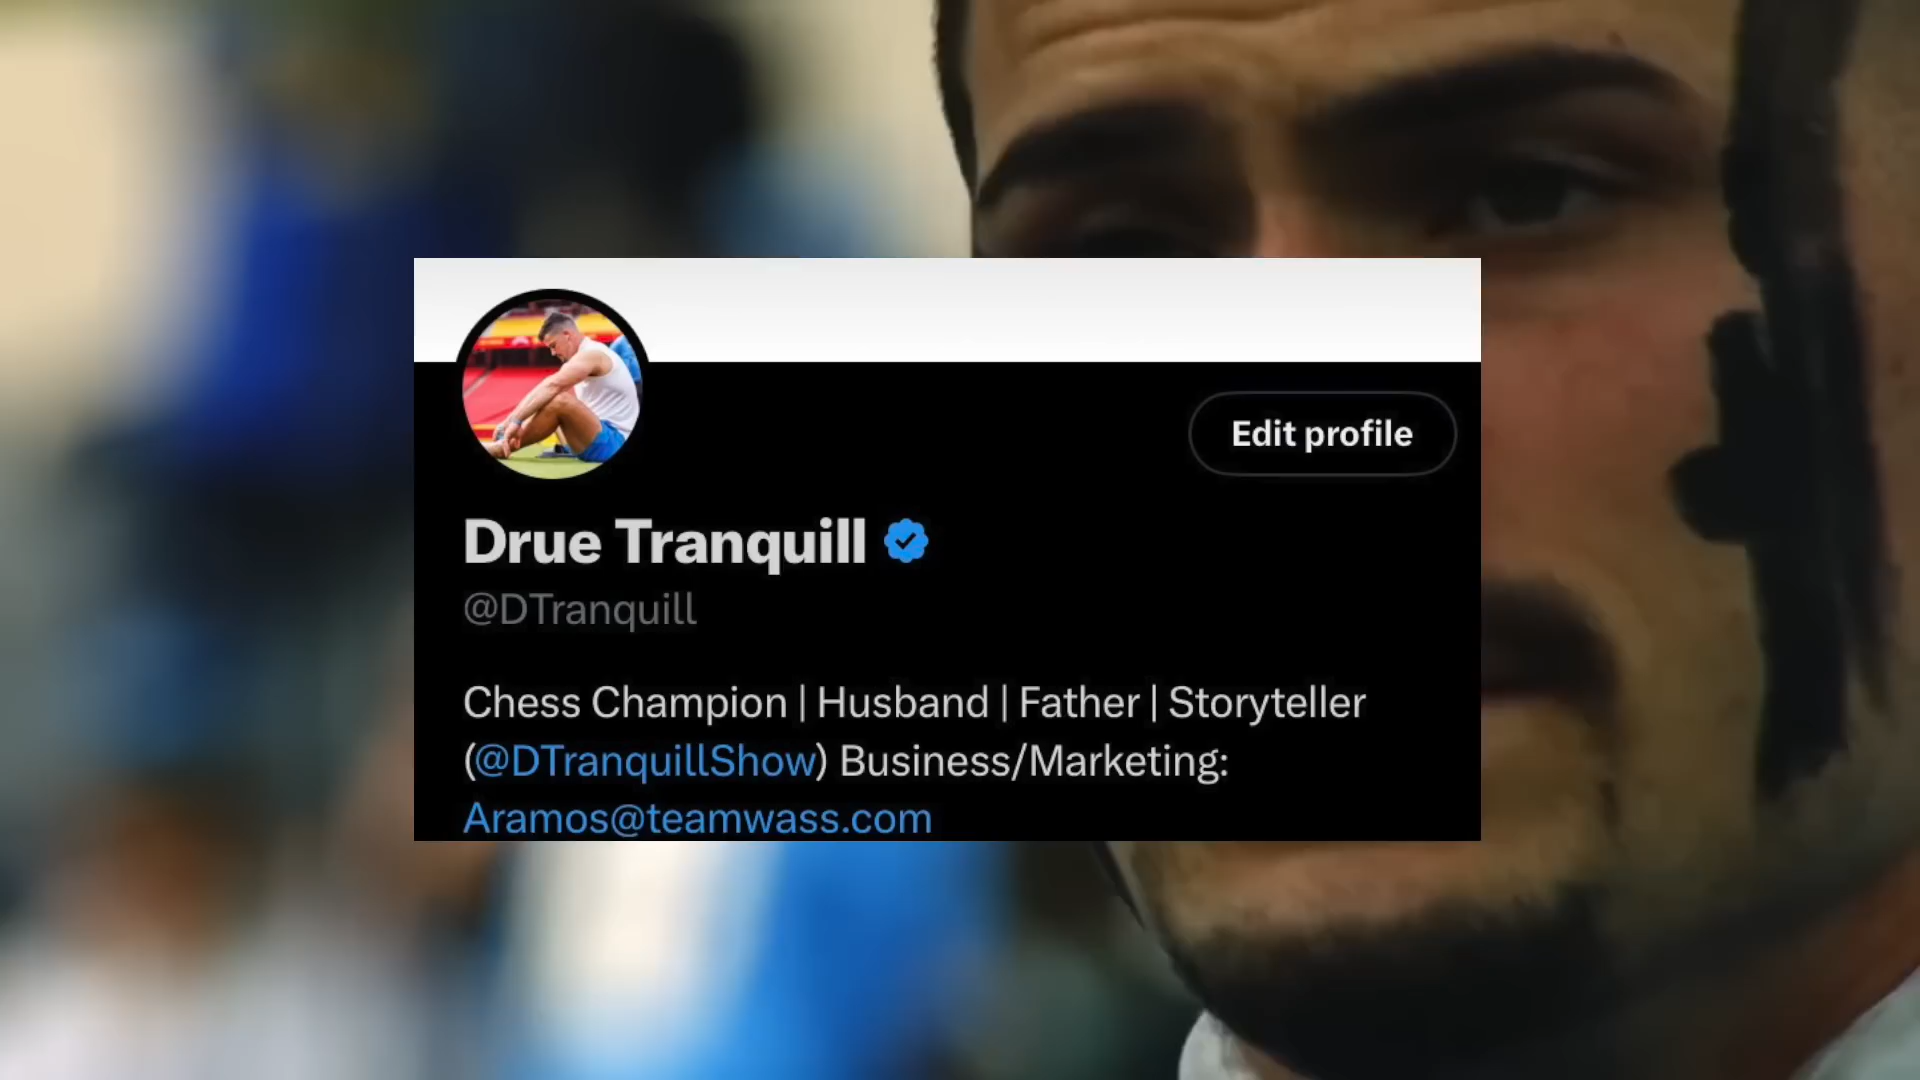 Edit profile
Drue Tranquill
@DTranquill
Chess Champion | Husband | Father | Storyteller
(@DTranquillShow) Business/Marketing:
Aramos@teamwass.com